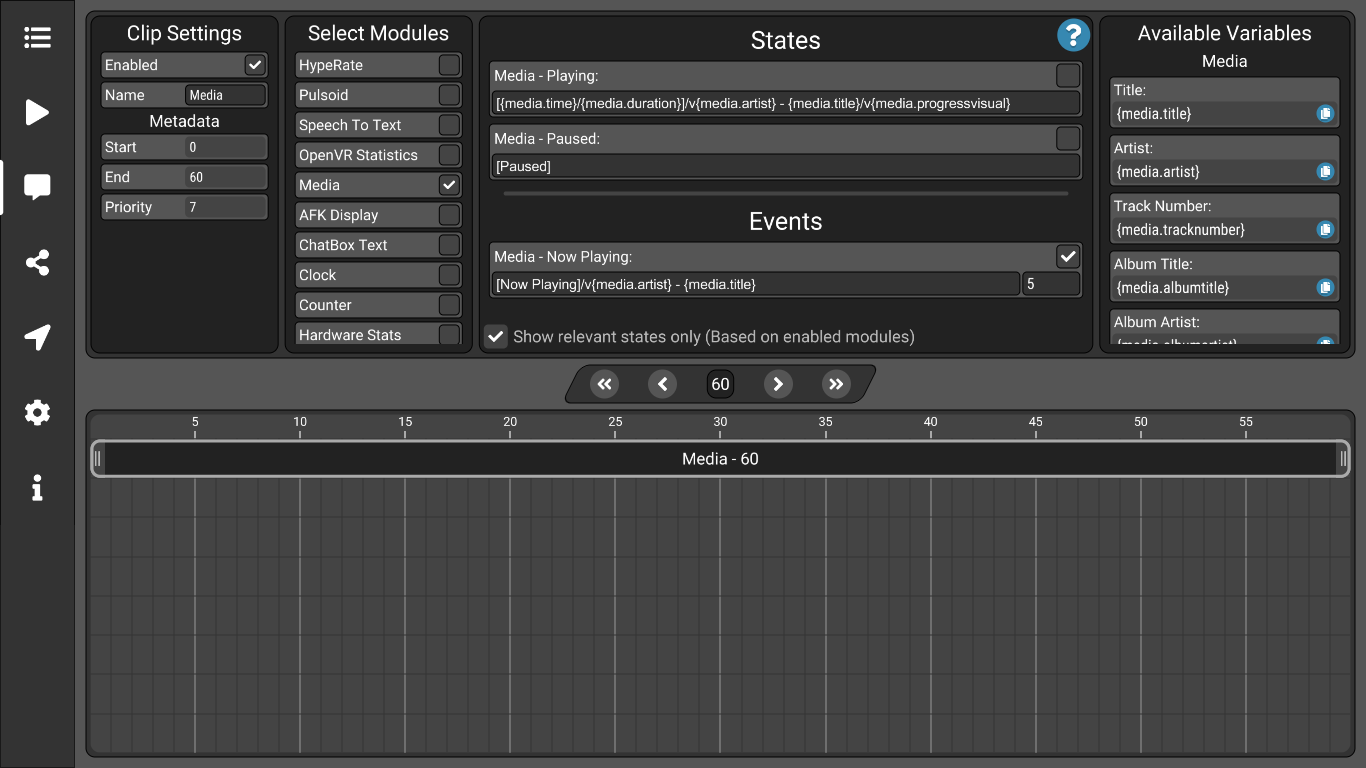 Clip Settings
Enabled
Name Media
Metadata
Start 0
End 60
Priority 7
Select Modules
HypeRate
Pulsoid
Speech To Text
OpenVR Statistics
Media
AFK Display
ChatBox Text
Clock
Counter
Hardware Stats
States
?
Media - Playing:
[{media.time}/{media.duration}]/v{media.artist} - {media.title}/v{media.progressvisual}
Media - Paused:
[Paused]
Events
Media - Now Playing:
[Now Playing]/v{media.artist} - {media.title} 5
Show relevant states only (Based on enabled modules)
Available Variables
Media
Title:
{media.title}
Artist:
{media.artist}
Track Number:
{media.tracknumber}
Album Title:
{media.albumtitle}
Album Artist:
{media.albumartist}
60
5 10 15 20 25 30 35 40 45 50 55
Media - 60